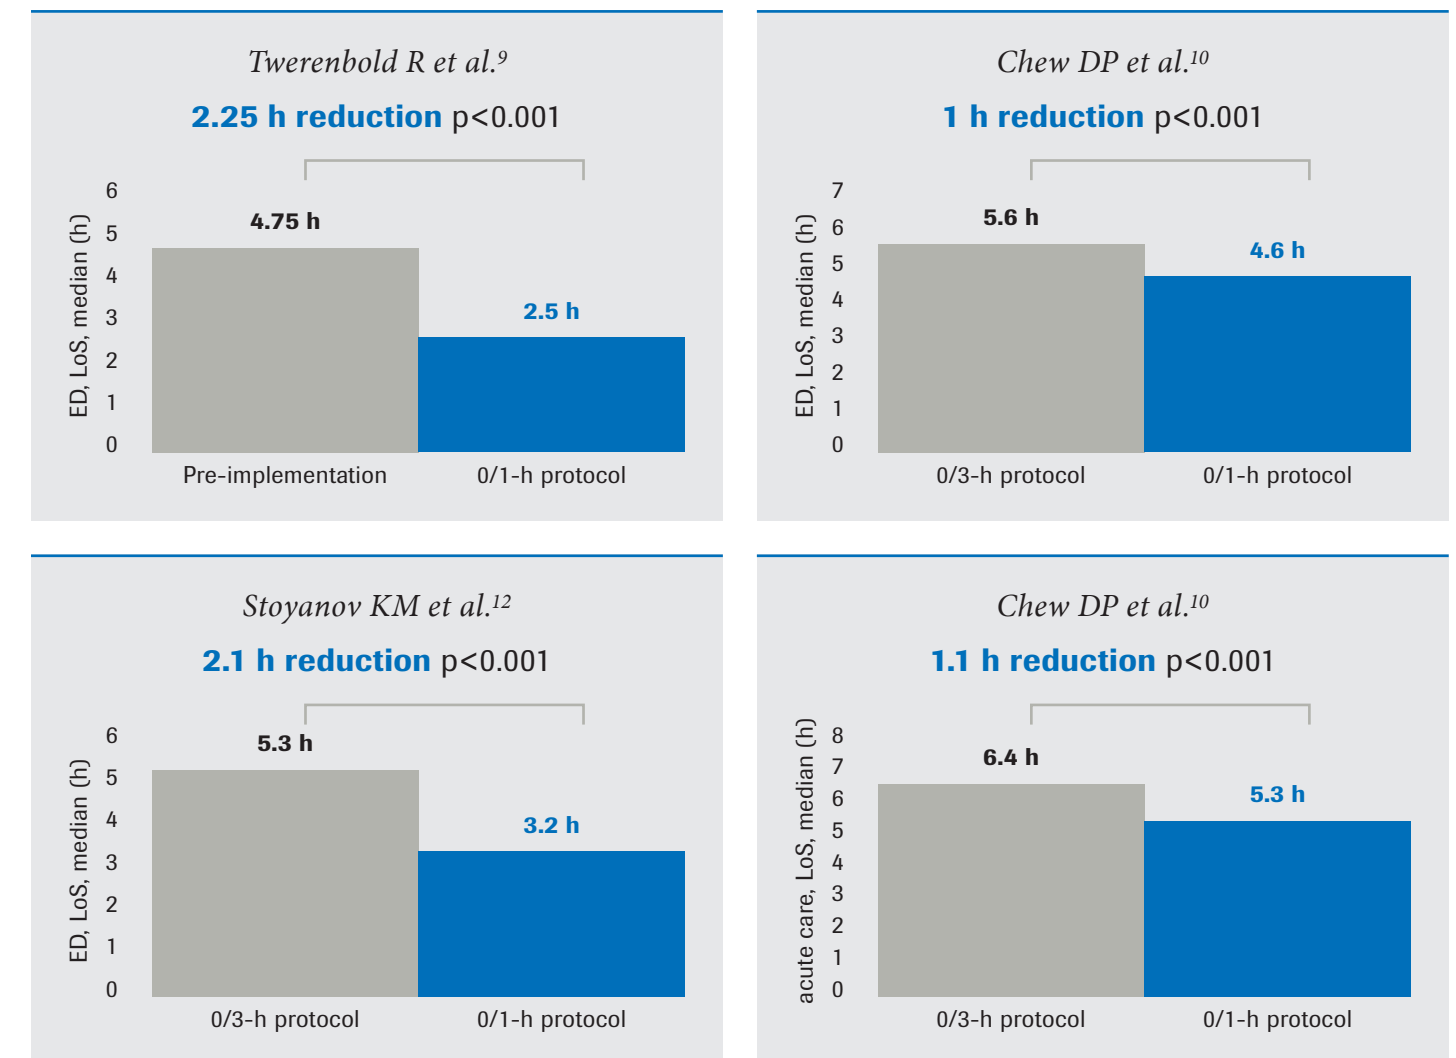 Twerenbold R et al.9
2.25 h reduction p<0.001
ED, LoS, median (h)
6
5
4
3
2
1
0
4.75 h
2.5 h
Pre-implementation
0/1-h protocol
Chew DP et al.10
1 h reduction p<0.001
ED, LoS, median (h)
7
6
5
4
3
2
1
0
5.6 h
4.6 h
0/3-h protocol
0/1-h protocol
Stoyanov KM et al.12
2.1 h reduction p<0.001
ED, LoS, median (h)
6
5
4
3
2
1
0
5.3 h
3.2 h
0/3-h protocol
0/1-h protocol
Chew DP et al.10
1.1 h reduction p<0.001
acute care, LoS, median (h)
8
7
6
5
4
3
2
1
0
6.4 h
5.3 h
0/3-h protocol
0/1-h protocol